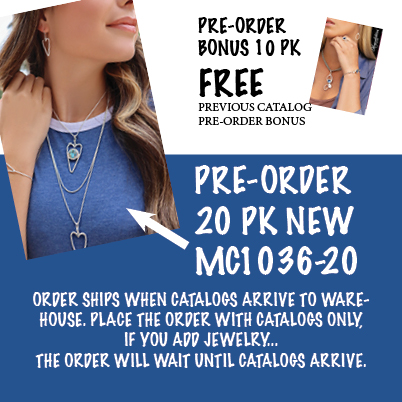 PRE-ORDER
BONUS 10 PK
FREE
PREVIOUS CATALOG
PRE-ORDER BONUS
PRE-ORDER
20 PK NEW
MC1036-20
ORDER SHIPS WHEN CATALOGS ARRIVE TO WARE-
HOUSE. PLACE THE ORDER WITH CATALOGS ONLY,
IF YOU ADD JEWELRY...
THE ORDER WILL WAIT UNTIL CATALOGS ARRIVE.